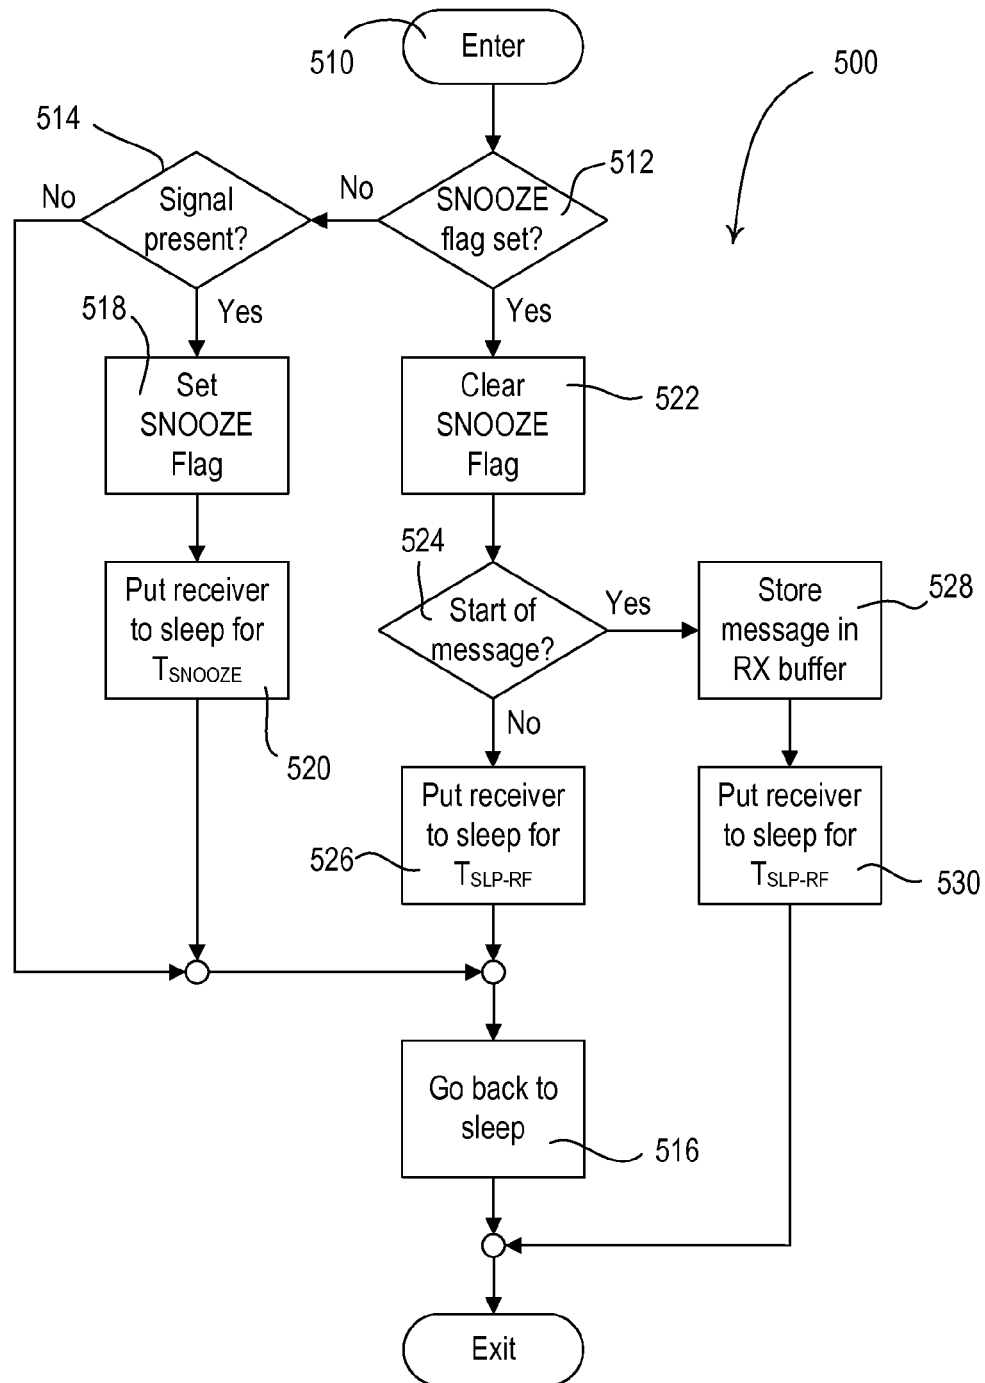 Enter
510
500
514
512
No
Signal
present?
No
SNOOZE
flag set?
518
Yes
Yes
Set
SNOOZE
Flag
Clear
SNOOZE
Flag
522
524
Put receiver
to sleep for
TSNOOZE
Start of
message?
Yes
Store
message in
RX buffer
528
No
520
Put receiver
to sleep for
TSLP-RF
526
Put receiver
to sleep for
TSLP-RF
530
Go back to
sleep
516
Exit